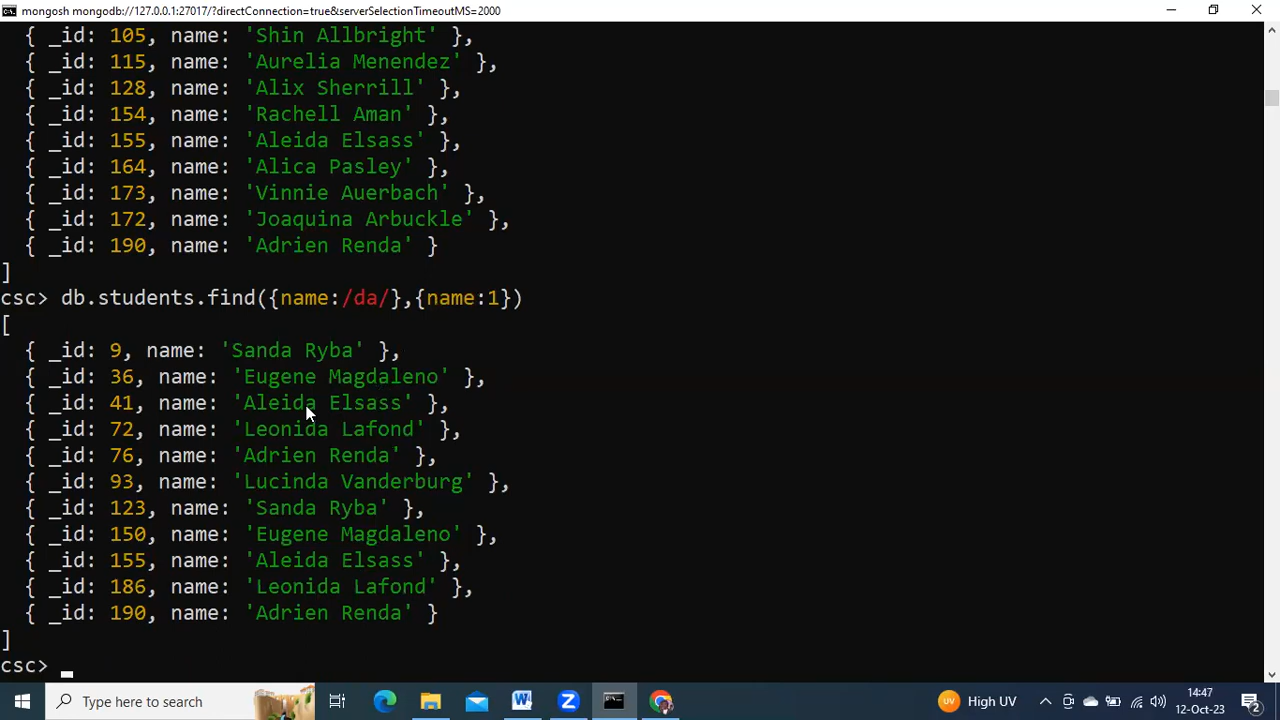 mongosh mongodb://127.0.0.1:27017/?directConnection=true&serverSelectionTimeoutMS=2000
{ _id: 105, name: 'Shin Allbright' },
{ _id: 115, name: 'Aurelia Menendez' },
{ _id: 128, name: 'Alix Sherrill' },
{ _id: 154, name: 'Rachell Aman' },
{ _id: 155, name: 'Aleida Elsass' },
{ _id: 164, name: 'Alica Pasley' },
{ _id: 173, name: 'Vinnie Auerbach' },
{ _id: 172, name: 'Joaquina Arbuckle' },
{ _id: 190, name: 'Adrien Renda' }
]
csc> db.students.find({name:/da/},{name:1})
[
{ _id: 9, name: 'Sanda Ryba' },
{ _id: 36, name: 'Eugene Magdaleno' },
{ _id: 41, name: 'Aleida Elsass' },
{ _id: 72, name: 'Leonida Lafond' },
{ _id: 76, name: 'Adrien Renda' },
{ _id: 93, name: 'Lucinda Vanderburg' },
{ _id: 123, name: 'Sanda Ryba' },
{ _id: 150, name: 'Eugene Magdaleno' },
{ _id: 155, name: 'Aleida Elsass' },
{ _id: 186, name: 'Leonida Lafond' },
{ _id: 190, name: 'Adrien Renda' }
]
csc>
Type here to search
UV High UV
14:47
12-Oct-23
2